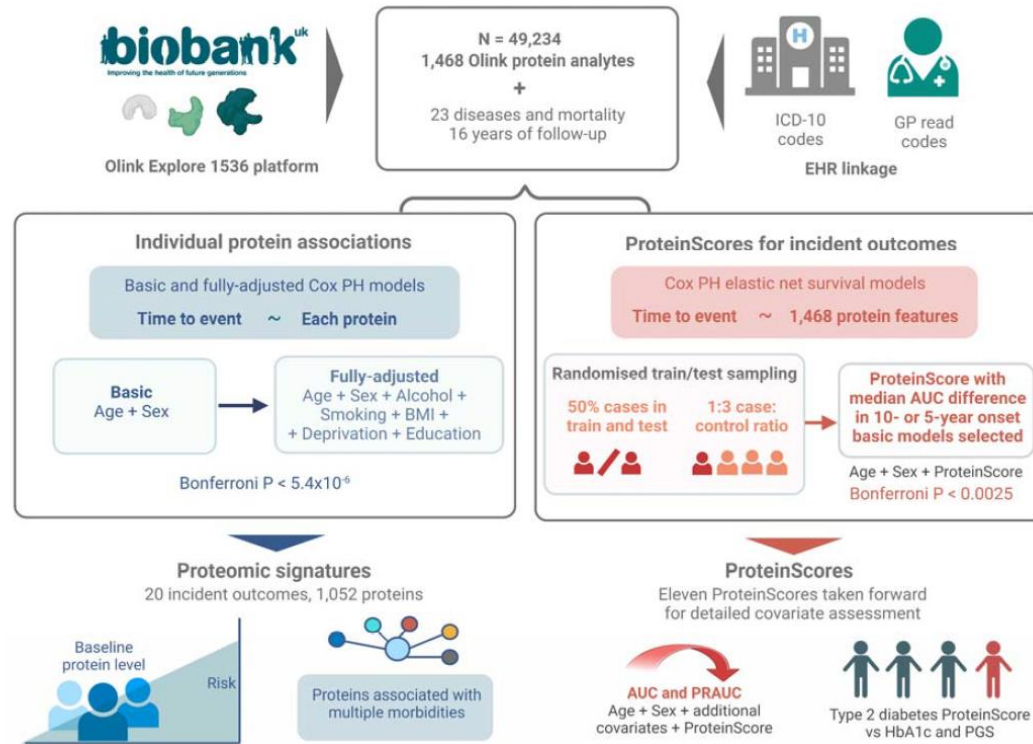 biobank uk
Improving the health of future generations
Olink Explore 1536 platform
N = 49,234
1,468 Olink protein analytes
+
23 diseases and mortality
16 years of follow-up
H
ICD-10
codes
GP read
codes
EHR linkage
Individual protein associations
Basic and fully-adjusted Cox PH models
Time to event ~ Each protein
Basic
Age + Sex
Fully-adjusted
Age + Sex + Alcohol +
Smoking + BMI +
+ Deprivation + Education
Bonferroni P < 5.4x10⁻⁶
ProteinScores for incident outcomes
Cox PH elastic net survival models
Time to event ~ 1,468 protein features
Randomised train/test sampling
50% cases in
train and test
1:3 case:
control ratio
ProteinScore with
median AUC difference
in 10- or 5-year onset
basic models selected
Age + Sex + ProteinScore
Bonferroni P < 0.0025
Proteomic signatures
20 incident outcomes, 1,052 proteins
Baseline
protein level
Risk
Proteins associated with
multiple morbidities
ProteinScores
Eleven ProteinScores taken forward
for detailed covariate assessment
AUC and PRAUC
Age + Sex + additional
covariates + ProteinScore
Type 2 diabetes ProteinScore
vs HbA1c and PGS